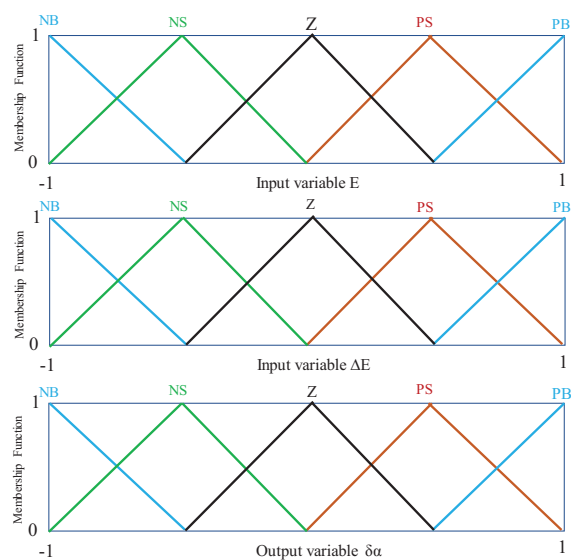 NB NS Z PS PB
Membership Function
1
0
-1 1
Input variable E
NB NS Z PS PB
Membership Function
1
0
-1 1
Input variable ΔE
NB NS Z PS PB
Membership Function
1
0
-1 1
Output variable δα